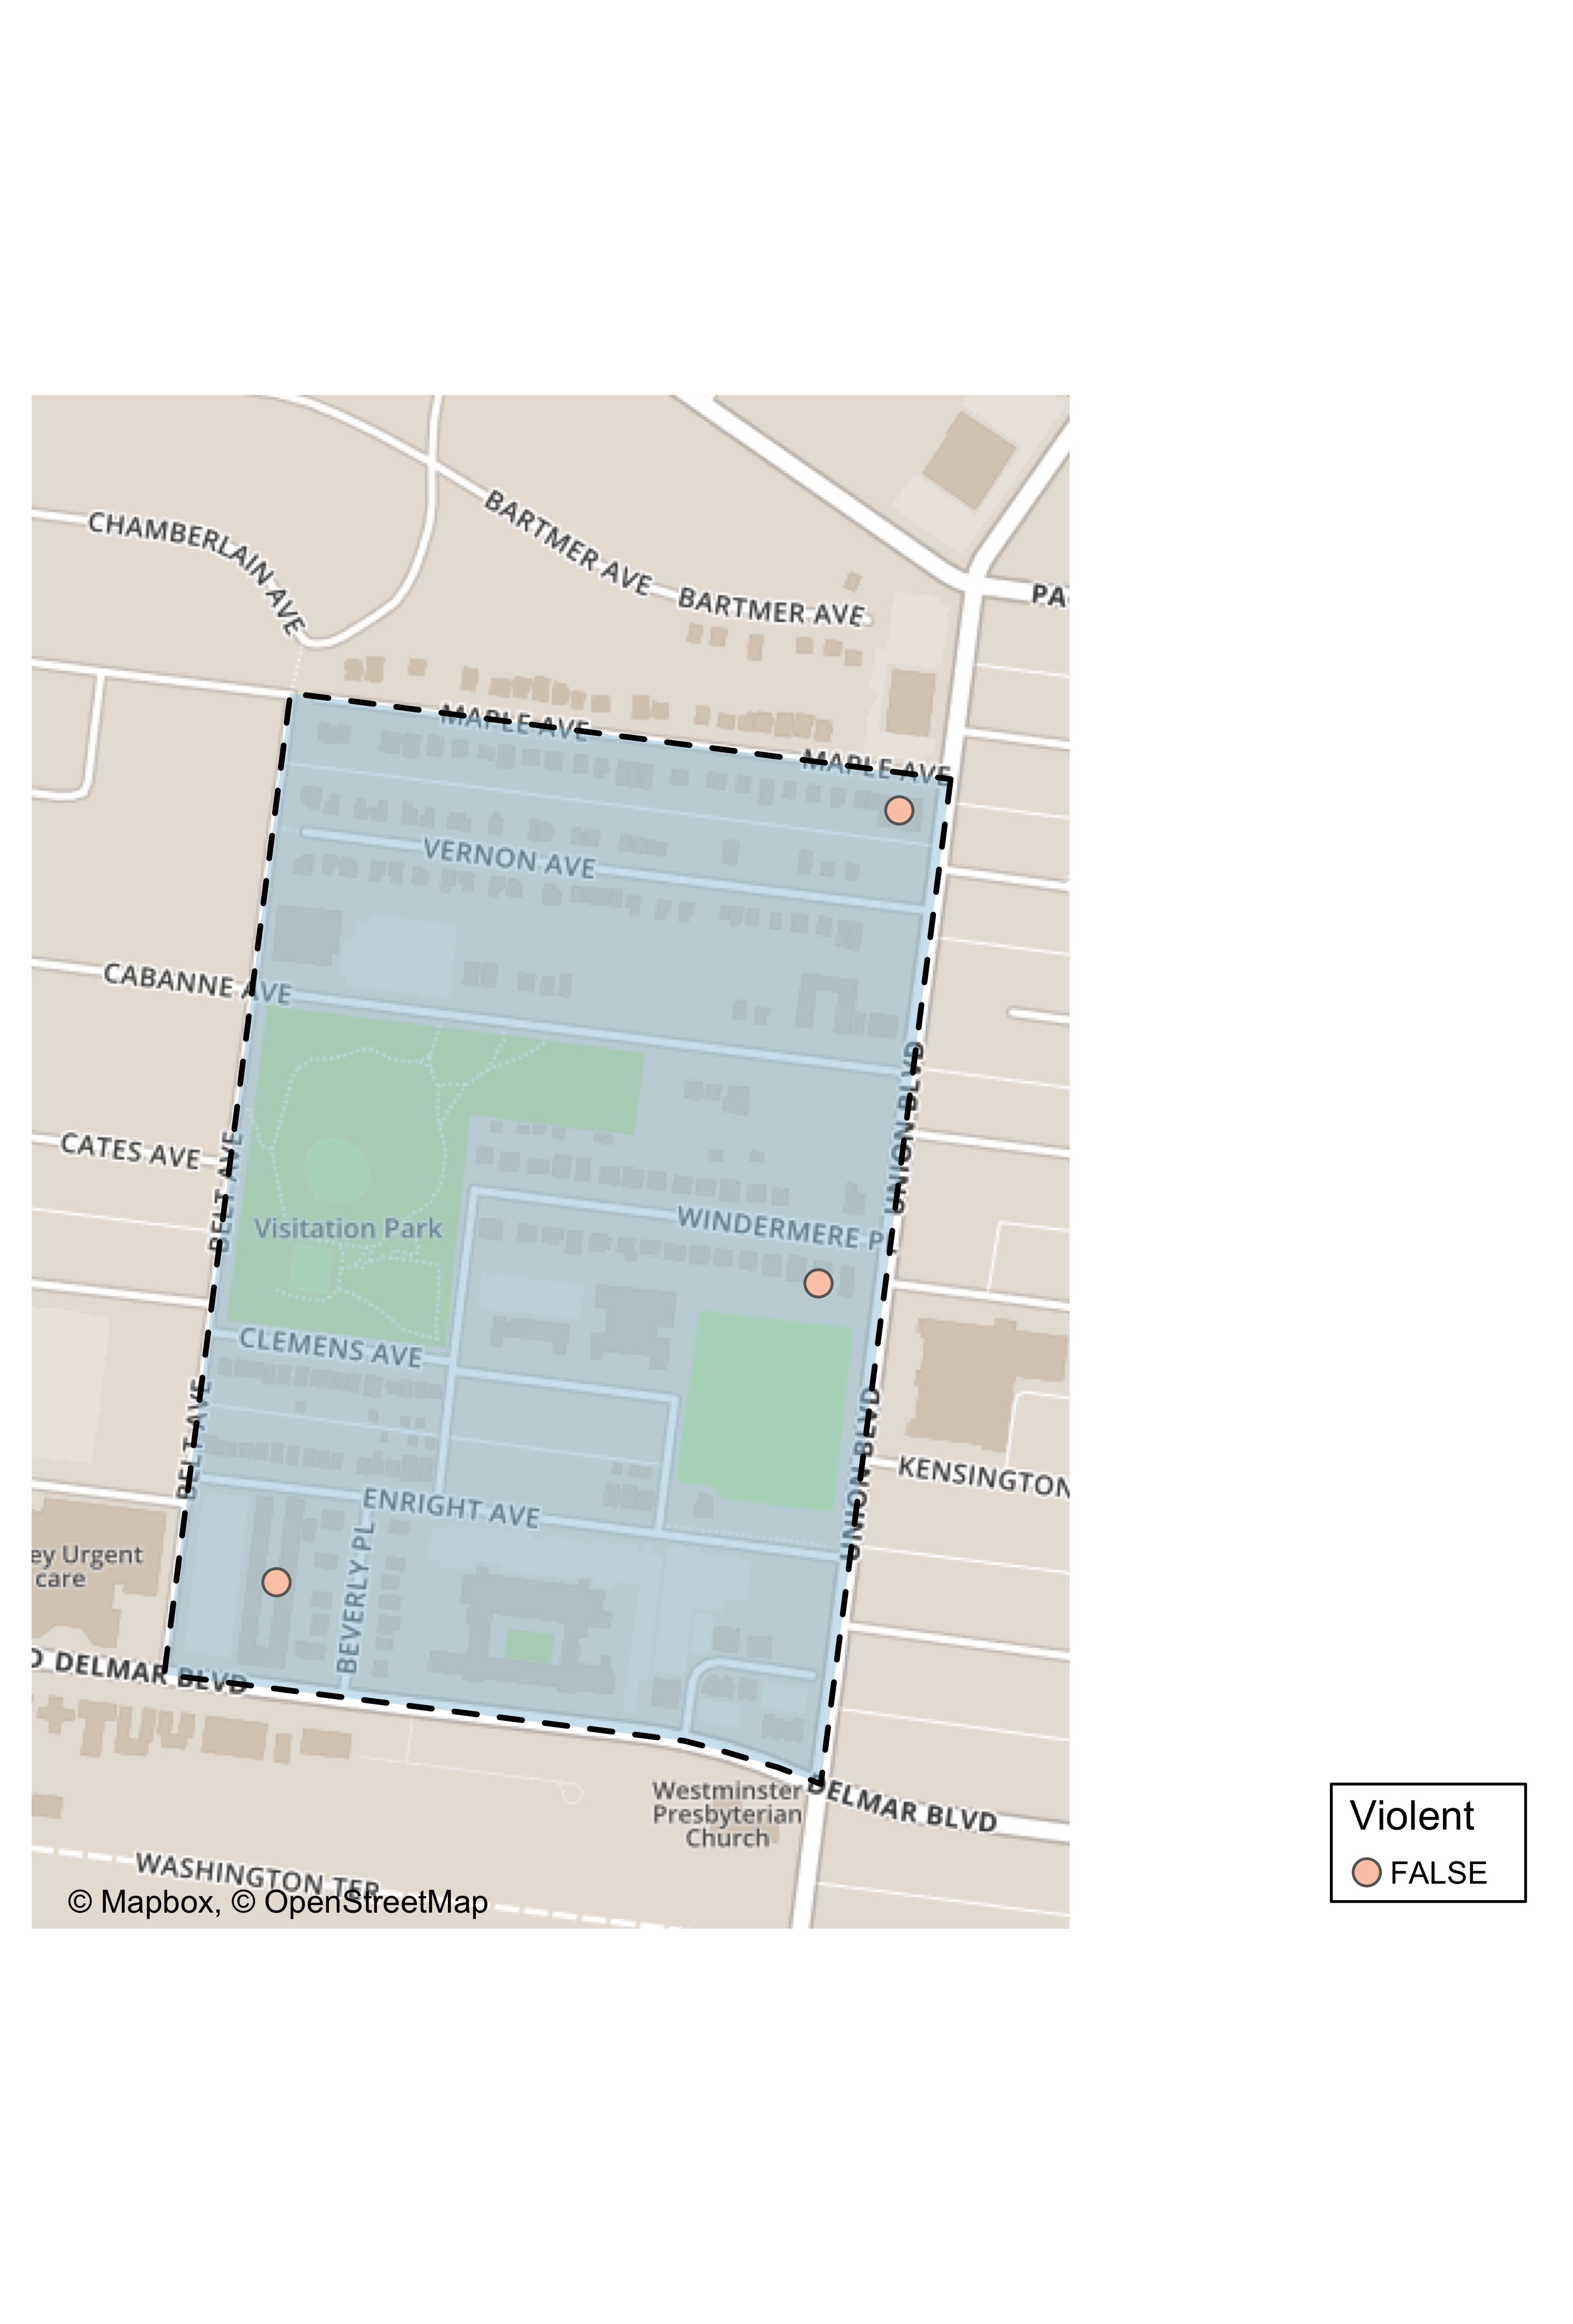 CHAMBERLAIN AVE
BARTMER AVE
BARTMER AVE
PA
MAPLE AVE
MAPLE AVE
VERNON AVE
CABANNE AVE
UNION BLVD
CATES AVE
BELT AVE
Visitation Park
WINDERMERE P
CLEMENS AVE
BELT AVE
UNION BLVD
KENSINGTON
ENRIGHT AVE
BEVERLY PL
ey Urgent
care
D DELMAR BLVD
Westminster
Presbyterian
Church
DELMAR BLVD
WASHINGTON TER
© Mapbox, © OpenStreetMap
Violent
FALSE